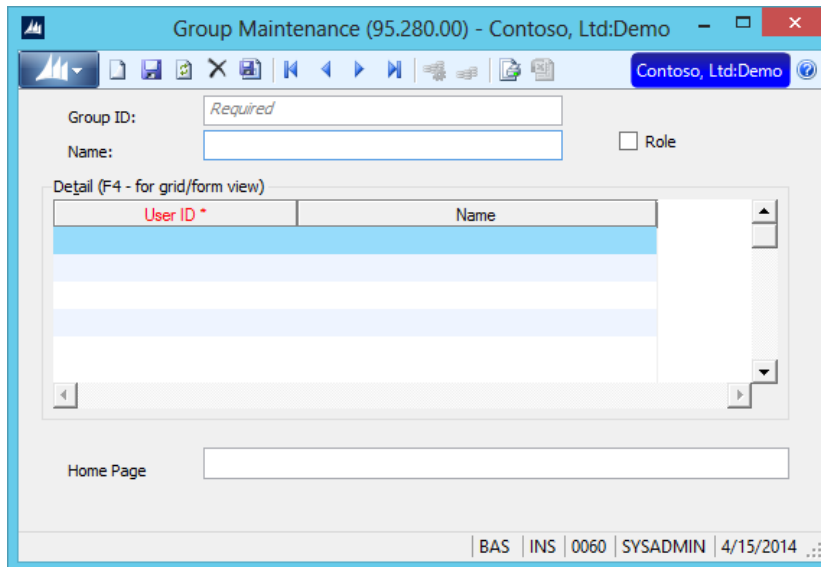 Group Maintenance (95.280.00) - Contoso, Ltd:Demo
Contoso, Ltd:Demo
Group ID: Required
Name: Role
Detail (F4 - for grid/form view)
User ID * Name
Home Page
BAS INS 0060 SYSADMIN 4/15/2014